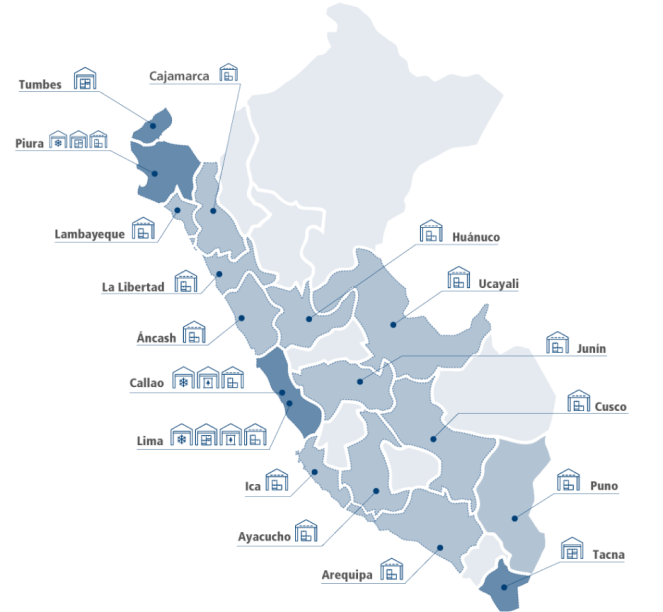 Cajamarca
Tumbes
Piura
Lambayeque
Huánuco
La Libertad
Ucayali
Áncash
Junín
Callao
Cusco
Lima
Ica
Puno
Ayacucho
Tacna
Arequipa